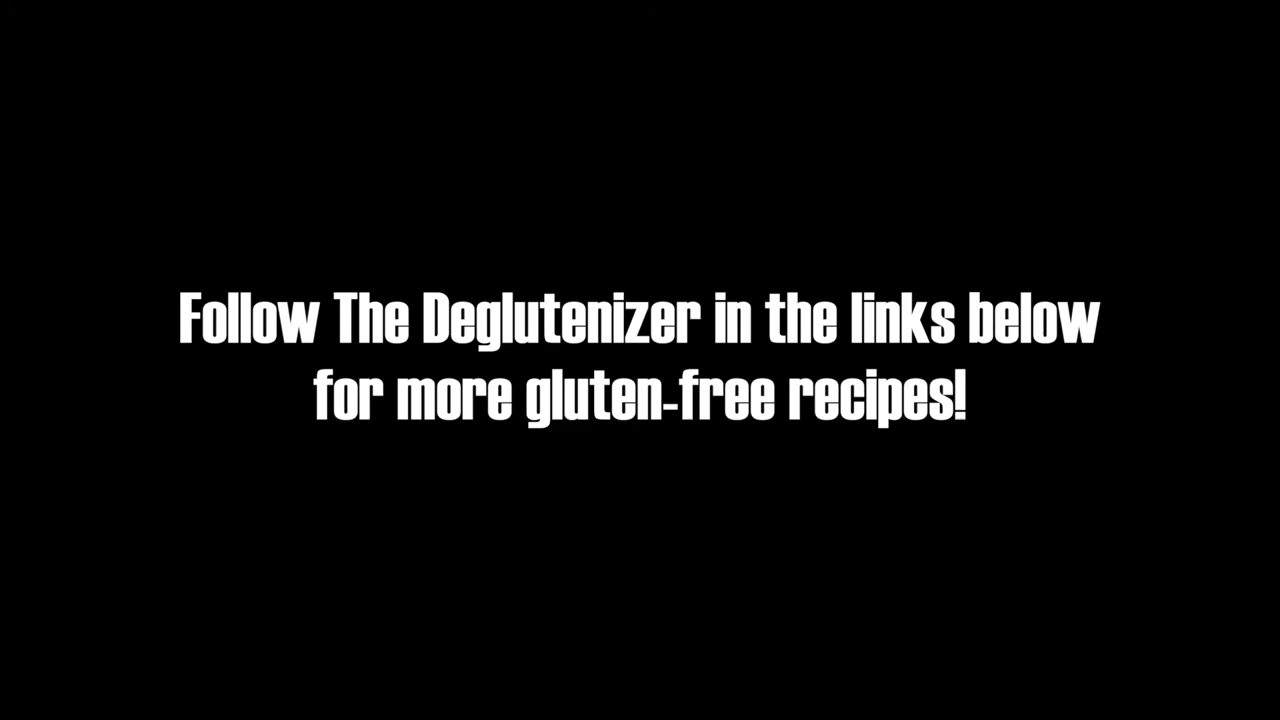 Follow The Deglutenizer in the links below
for more gluten-free recipes!